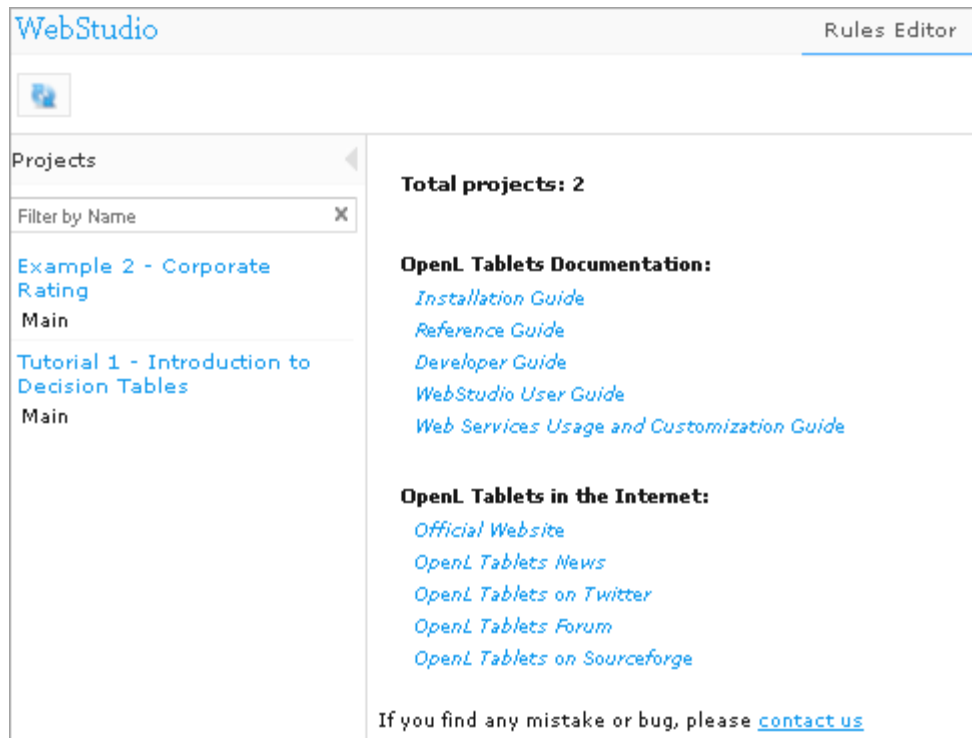 WebStudio
Rules Editor
Projects
Filter by Name
Example 2 - Corporate
Rating
Main
Tutorial 1 - Introduction to
Decision Tables
Main
Total projects: 2
OpenL Tablets Documentation:
Installation Guide
Reference Guide
Developer Guide
WebStudio User Guide
Web Services Usage and Customization Guide
OpenL Tablets in the Internet:
Official Website
OpenL Tablets News
OpenL Tablets on Twitter
OpenL Tablets Forum
OpenL Tablets on Sourceforge
If you find any mistake or bug, please contact us